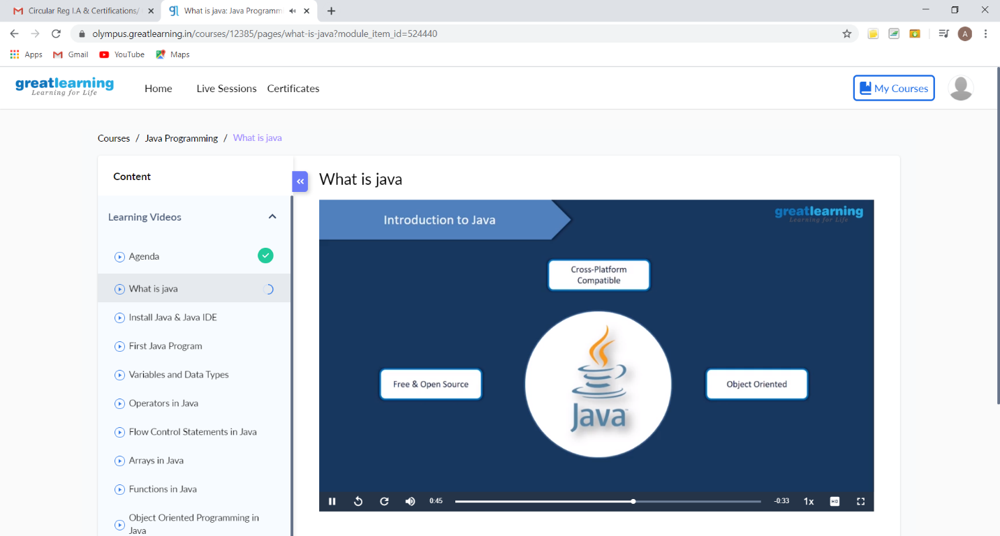 Circular Reg I.A & Certifications/
What is java: Java Programm
olympus.greatlearning.in/courses/12385/pages/what-is-java?module_item_id=524440
A
Apps Gmail YouTube Maps
greatlearning
Learning for Life
Home Live Sessions Certificates
My Courses
Courses / Java Programming / What is java
Content
Learning Videos
Agenda
What is java
Install Java & Java IDE
First Java Program
Variables and Data Types
Operators in Java
Flow Control Statements in Java
Arrays in Java
Functions in Java
Object Oriented Programming in
Java
What is java
Introduction to Java
greatlearning
Learning for Life
Cross-Platform
Compatible
Free & Open Source
Java
Object Oriented
0:45 -0:33 1x HD